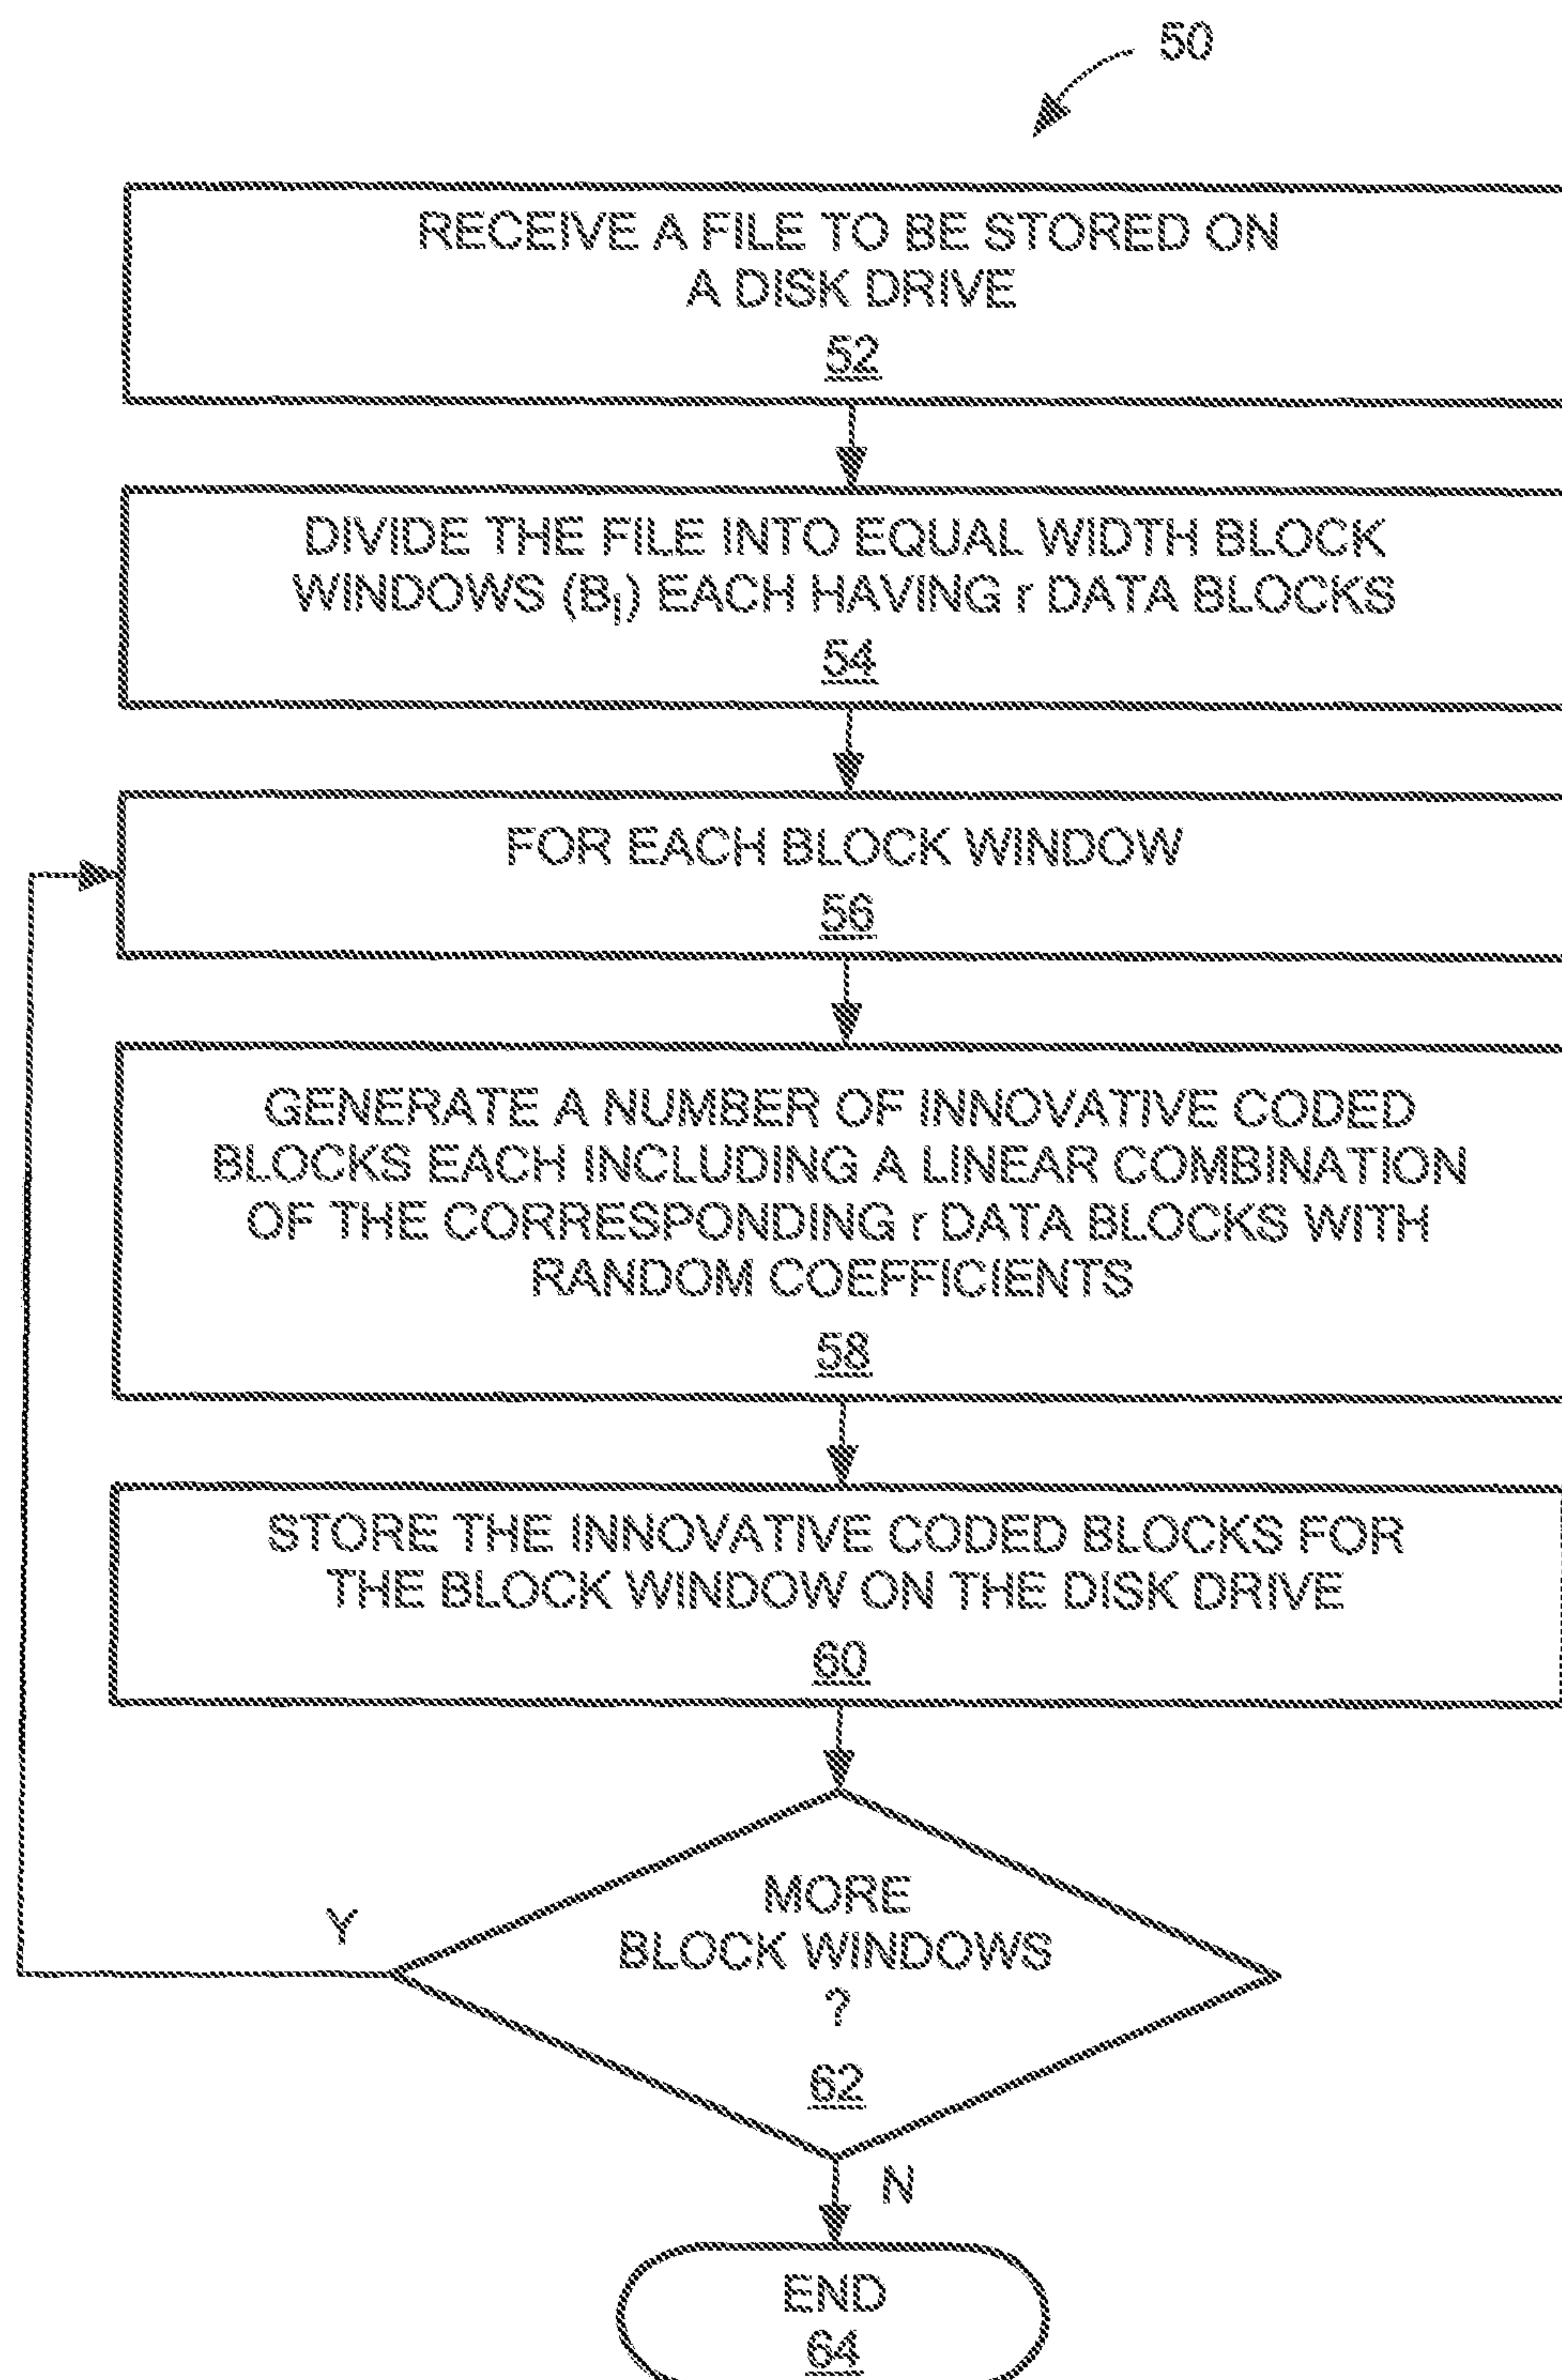 50
RECEIVE A FILE TO BE STORED ON
A DISK DRIVE
52
DIVIDE THE FILE INTO EQUAL WIDTH BLOCK
WINDOWS (Bl) EACH HAVING r DATA BLOCKS
54
FOR EACH BLOCK WINDOW
56
GENERATE A NUMBER OF INNOVATIVE CODED
BLOCKS EACH INCLUDING A LINEAR COMBINATION
OF THE CORRESPONDING r DATA BLOCKS WITH
RANDOM COEFFICIENTS
58
STORE THE INNOVATIVE CODED BLOCKS FOR
THE BLOCK WINDOW ON THE DISK DRIVE
60
MORE
BLOCK WINDOWS
?
62
Y
N
END
64